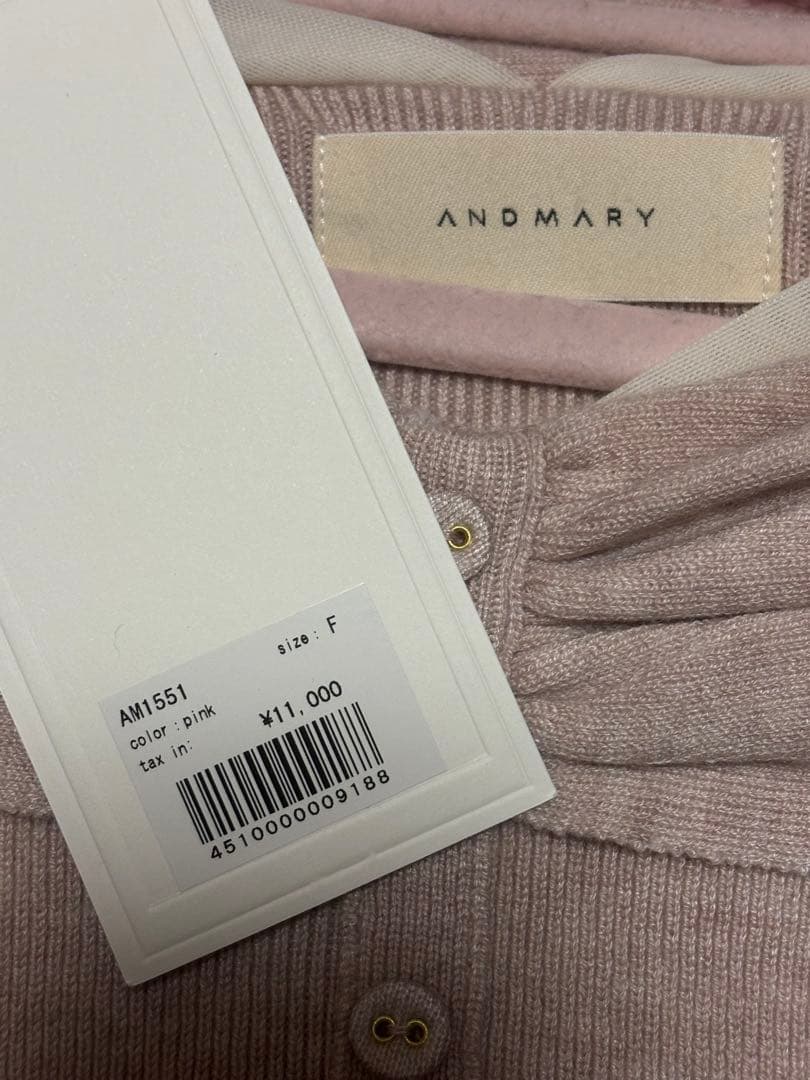 ANDMARY
size: F
AM1551
color:pink
tax in: ¥11,000
4510000009188